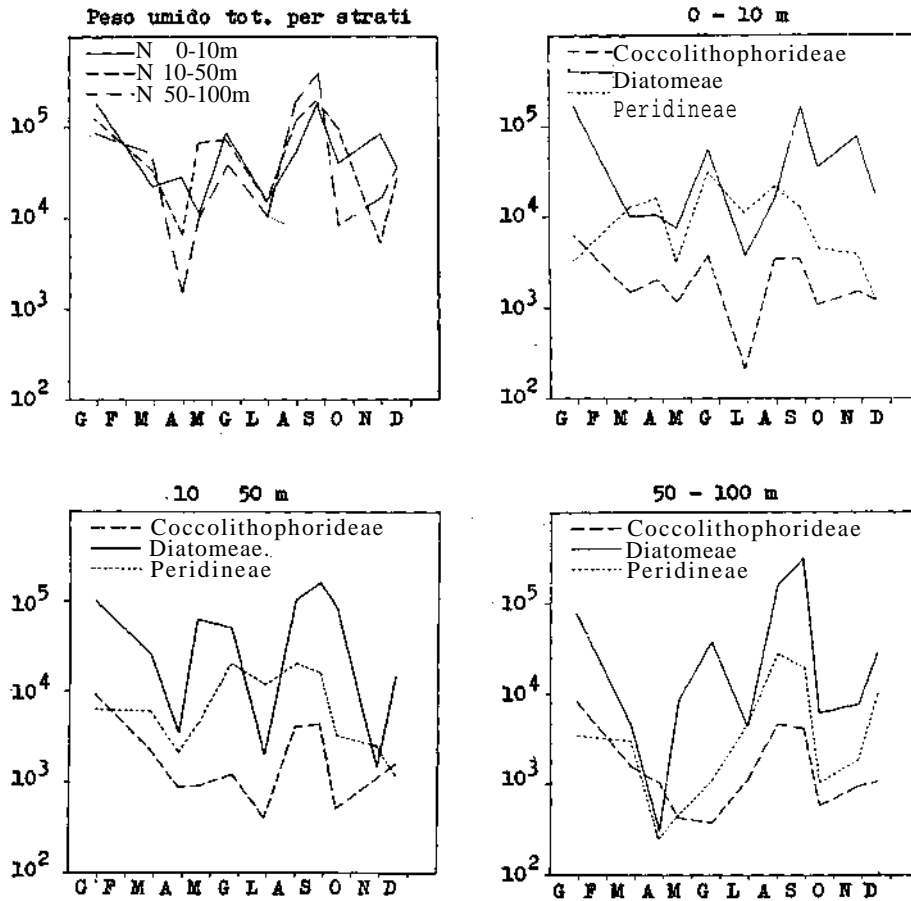 Peso umido tot. per strati
N 0-10m
N 10-50m
N 50-100m
10^5
10^4
10^3
10^2
G F M A M G L A S O N D
0 - 10 m
Coccolithophorideae
Diatomeae
Peridineae
10^5
10^4
10^3
10^2
G F M A M G L A S O N D
10 50 m
Coccolithophorideae
Diatomeae.
Peridineae
10^5
10^4
10^3
10^2
G F M A M G L A S O N D
50 - 100 m
Coccolithophorideae
Diatomeae
Peridineae
10^5
10^4
10^3
10^2
G F M A M G L A S O N D